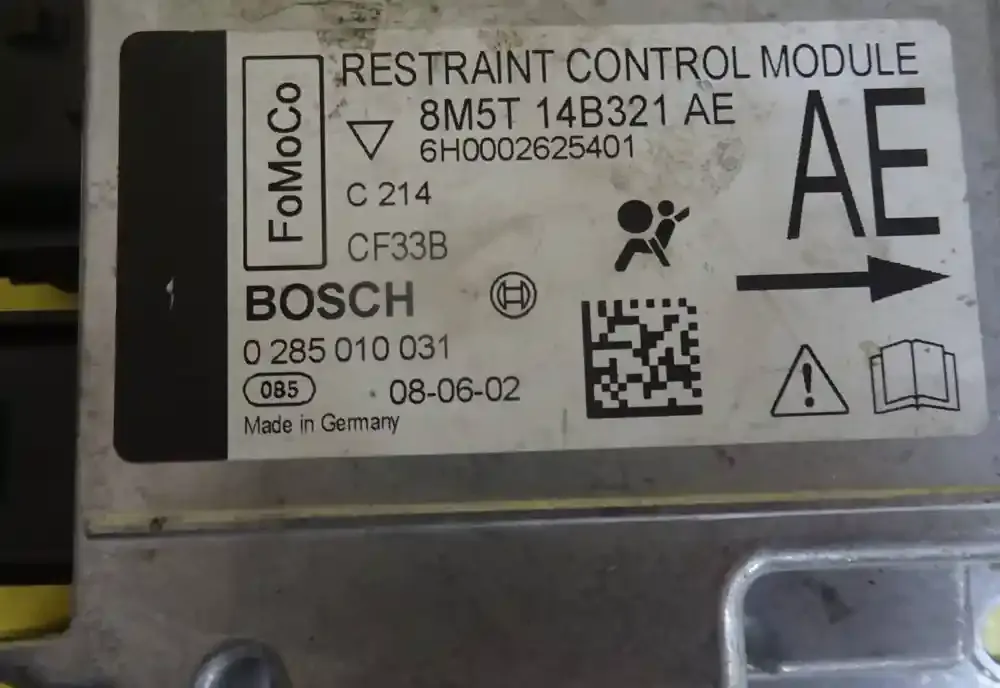 RESTRAINT CONTROL MODULE
FoMoCo
8M5T 14B321 AE
6H0002625401
AE
C 214
CF33B
BOSCH
0 285 010 031
085
08-06-02
Made in Germany